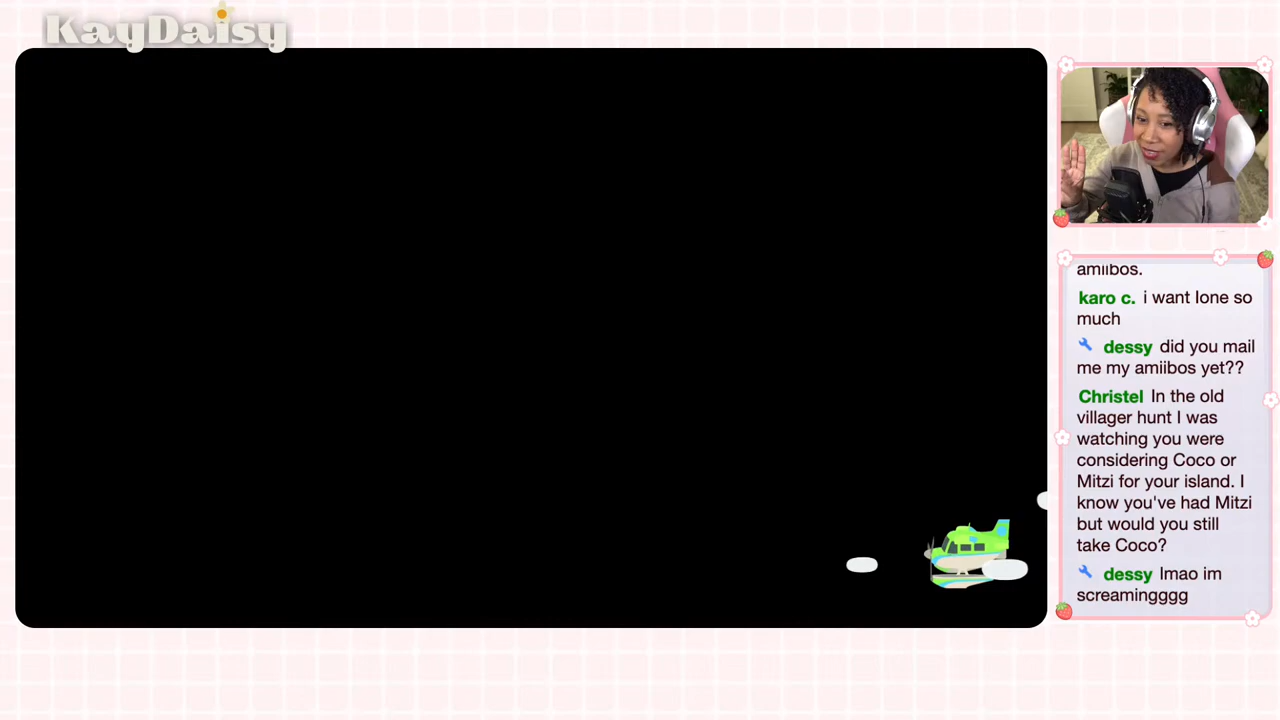 KayDaisy
amiibos.
karo c. i want Ione so
much
dessy did you mail
me my amiibos yet??
Christel In the old
villager hunt I was
watching you were
considering Coco or
Mitzi for your island. I
know you've had Mitzi
but would you still
take Coco?
dessy lmao im
screamingggg